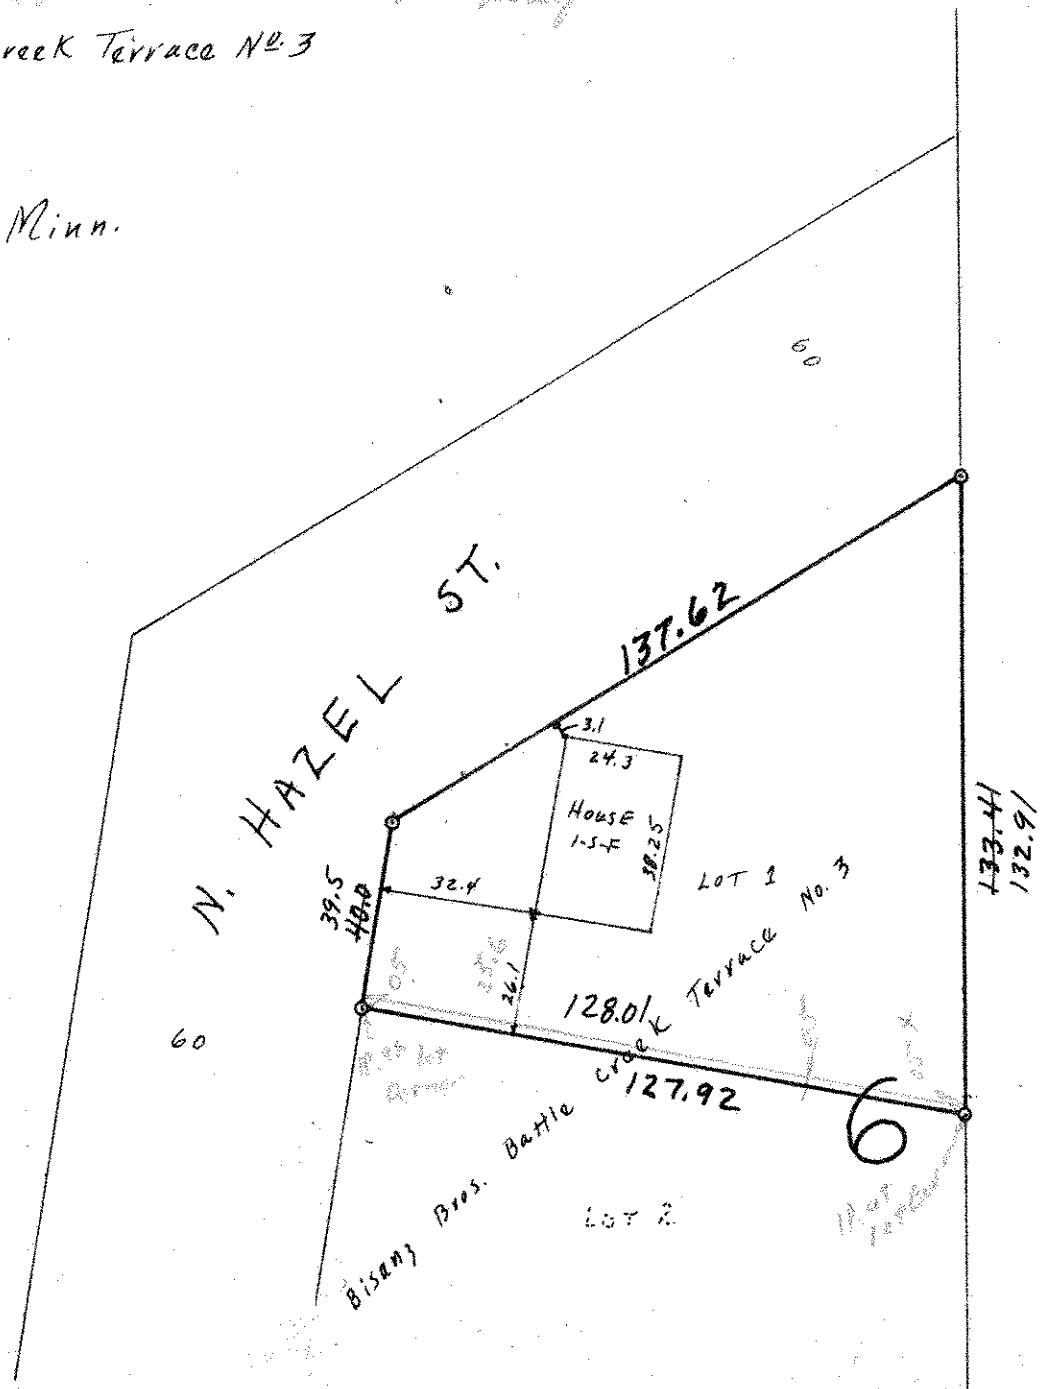 reek Terrace Nº 3
Minn.
60
N. HAZEL ST.
137.62
3.1
24.3
HOUSE
1-S-F
38.25
LOT 1
133.41
132.91
32.4
39.5
40.0
.05
26.1
128.01
127.92
60
6
Bisanz Bros. Battle Creek Terrace No. 3
LOT 2